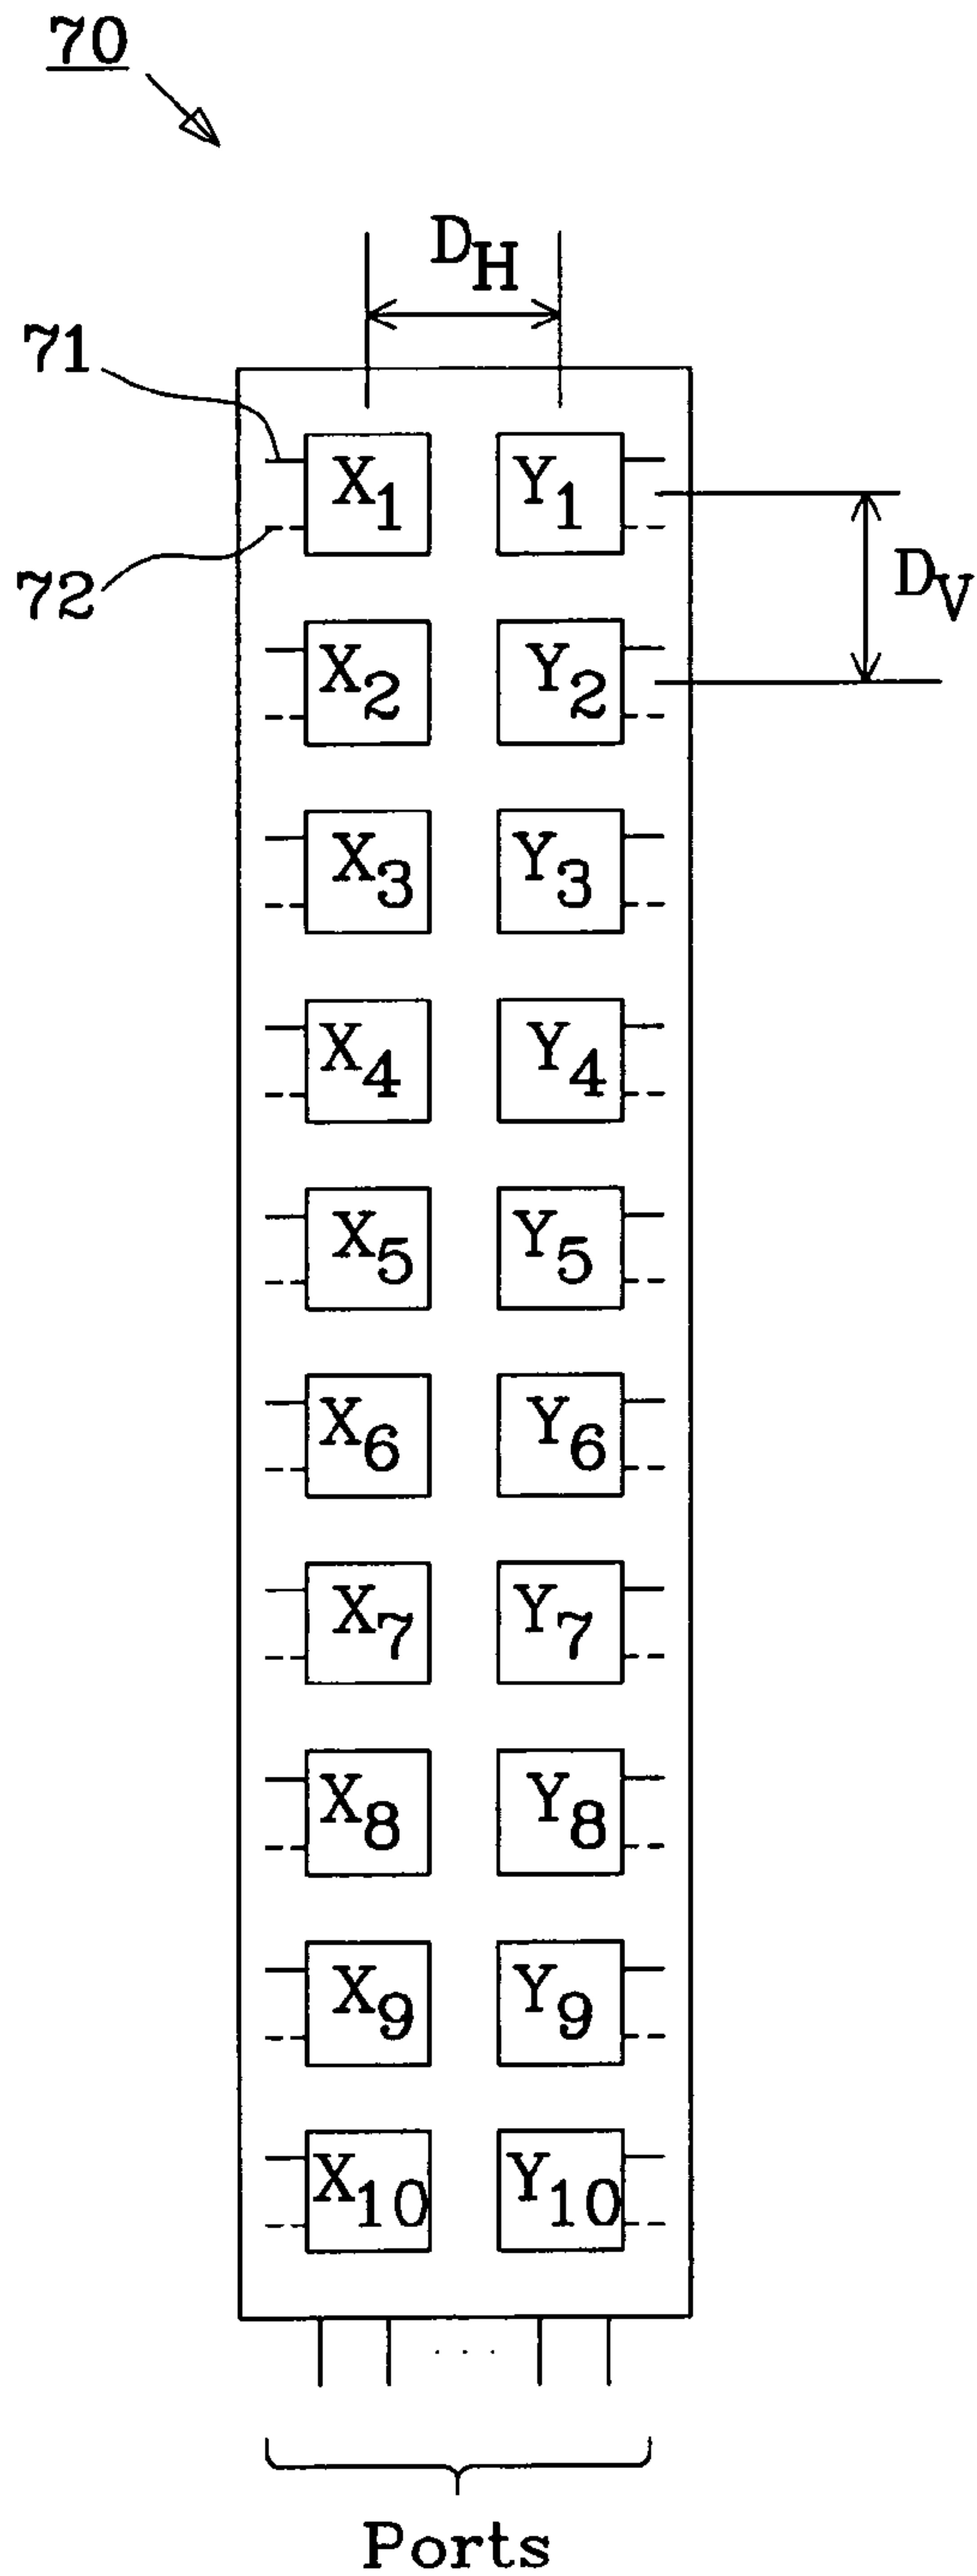 70
D_H
71
X_1 Y_1
72
D_V
X_2 Y_2
X_3 Y_3
X_4 Y_4
X_5 Y_5
X_6 Y_6
X_7 Y_7
X_8 Y_8
X_9 Y_9
X_10 Y_10
. . . . .
Ports